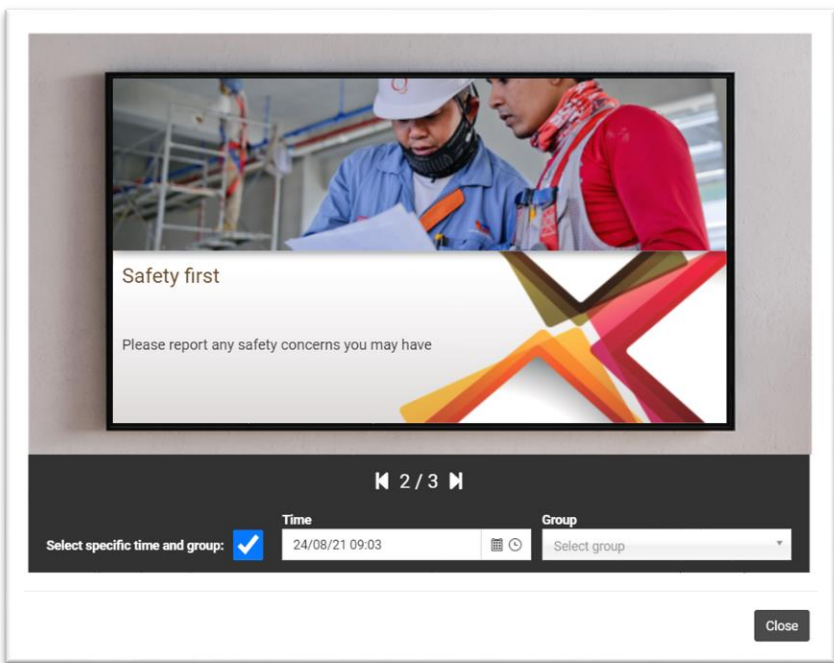 Safety first
Please report any safety concerns you may have
2 / 3
Time
Group
Select specific time and group:
24/08/21 09:03
Select group
Close